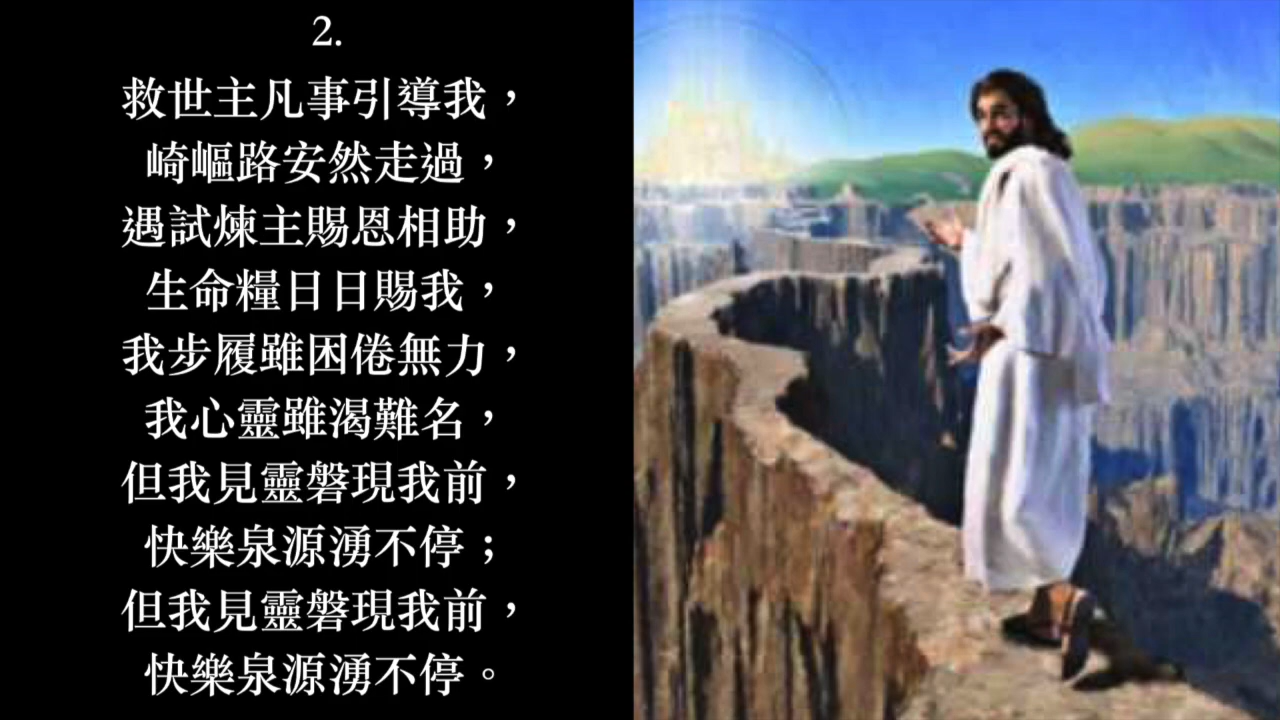 2.
救世主凡事引導我，
崎嶇路安然走過，
遇試煉主賜恩相助，
生命糧日日賜我，
我步履雖困倦無力，
我心靈雖渴難名，
但我見靈磐現我前，
快樂泉源湧不停；
但我見靈磐現我前，
快樂泉源湧不停。